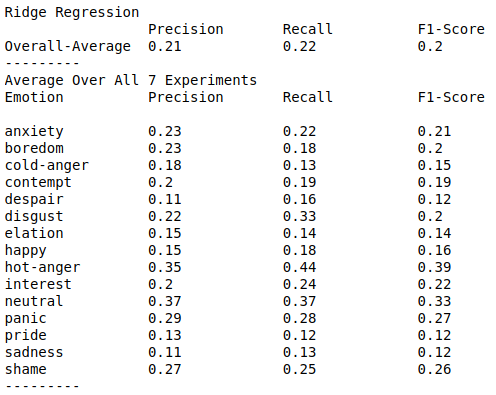 Ridge Regression
Precision Recall F1-Score
Overall-Average 0.21 0.22 0.2
---------
Average Over All 7 Experiments
Emotion Precision Recall F1-Score
anxiety 0.23 0.22 0.21
boredom 0.23 0.18 0.2
cold-anger 0.18 0.13 0.15
contempt 0.2 0.19 0.19
despair 0.11 0.16 0.12
disgust 0.22 0.33 0.2
elation 0.15 0.14 0.14
happy 0.15 0.18 0.16
hot-anger 0.35 0.44 0.39
interest 0.2 0.24 0.22
neutral 0.37 0.37 0.33
panic 0.29 0.28 0.27
pride 0.13 0.12 0.12
sadness 0.11 0.13 0.12
shame 0.27 0.25 0.26
---------